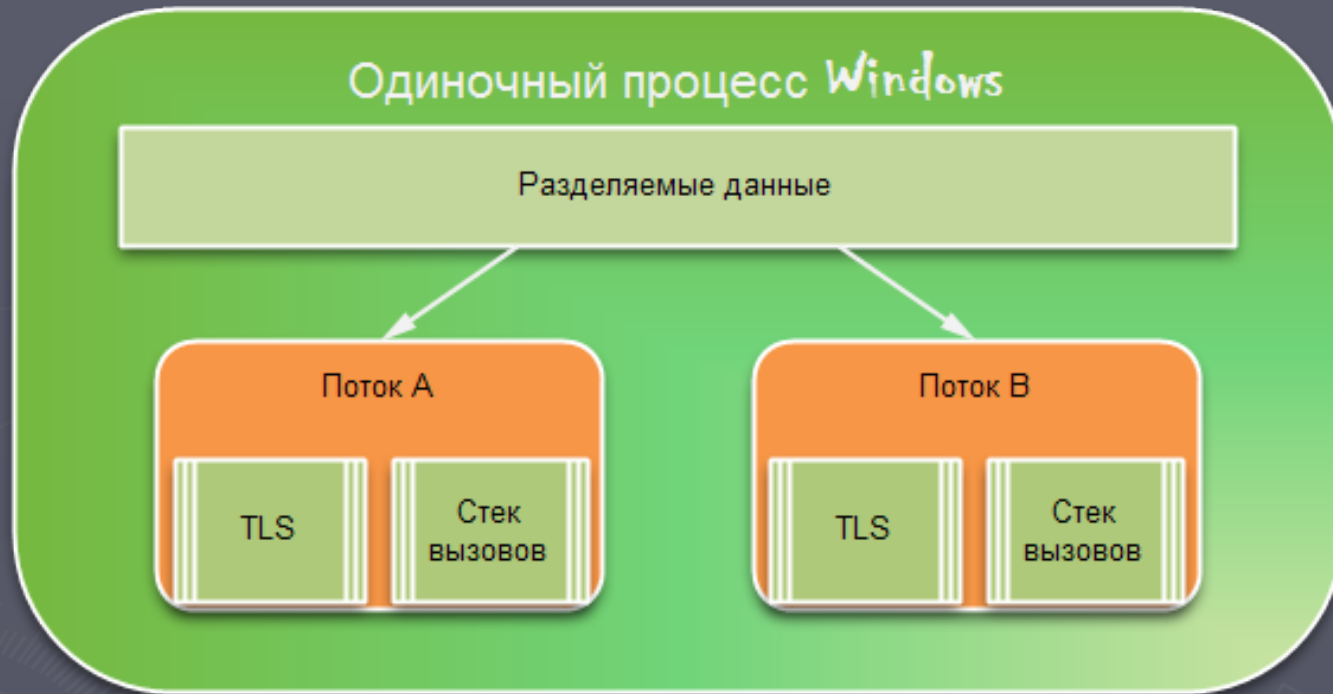 Одиночный процесс Windows
Разделяемые данные
Поток A
TLS
Стек
вызовов
Поток B
TLS
Стек
вызовов